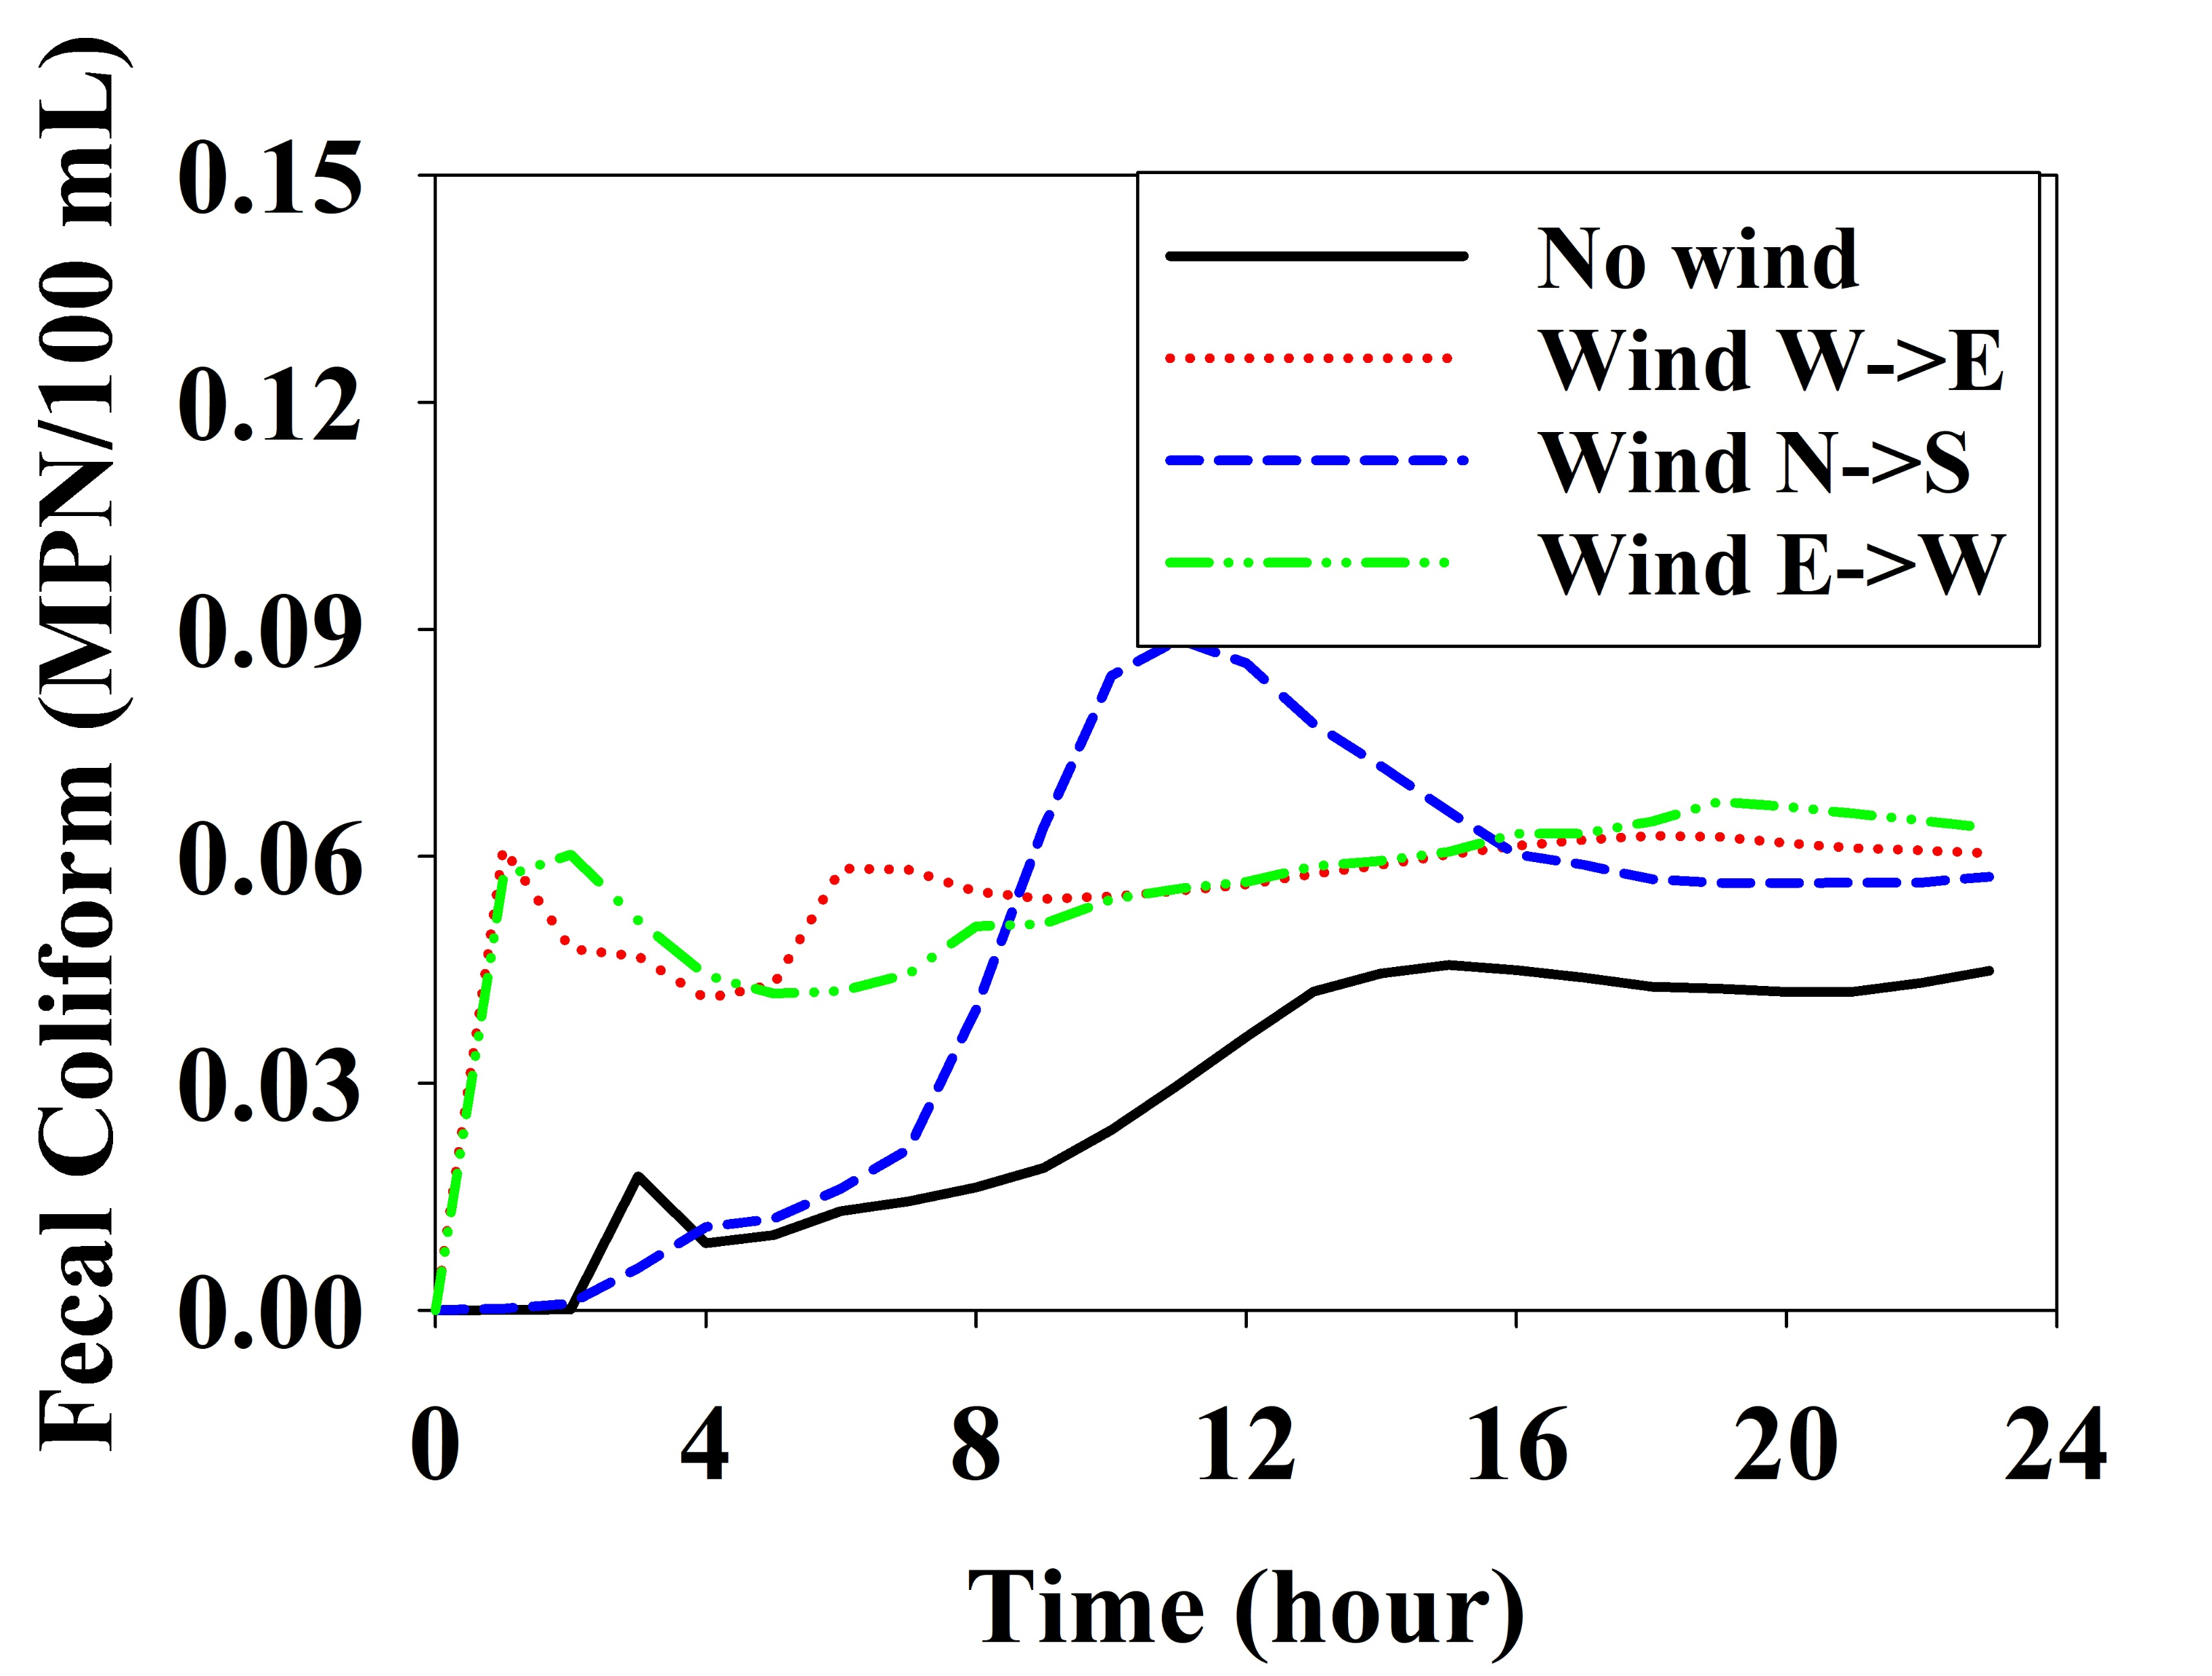 Fecal Coliform (MPN/100 mL)
0.15
0.12
0.09
0.06
0.03
0.00
No wind
Wind W->E
Wind N->S
Wind E->W
0 4 8 12 16 20 24
Time (hour)